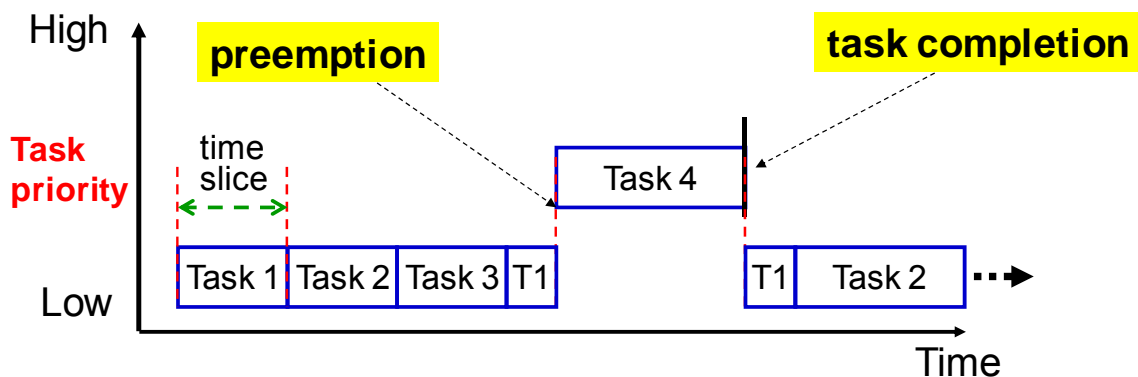 High
preemption
task completion
Task
priority
time
slice
Task 4
Task 1
Task 2
Task 3
T1
T1
Task 2
Low
Time